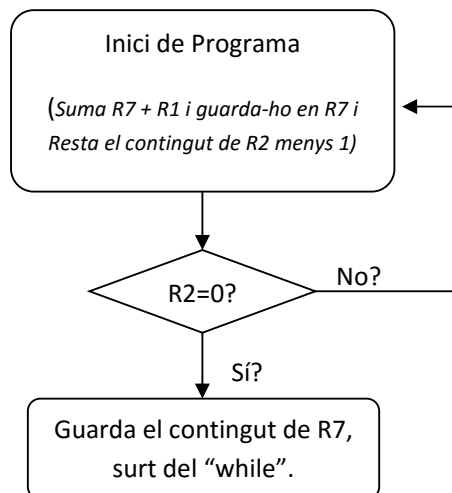 Inici de Programa
(Suma R7 + R1 i guarda-ho en R7 i
Resta el contingut de R2 menys 1)
R2=0?
No?
Sí?
Guarda el contingut de R7,
surt del “while”.